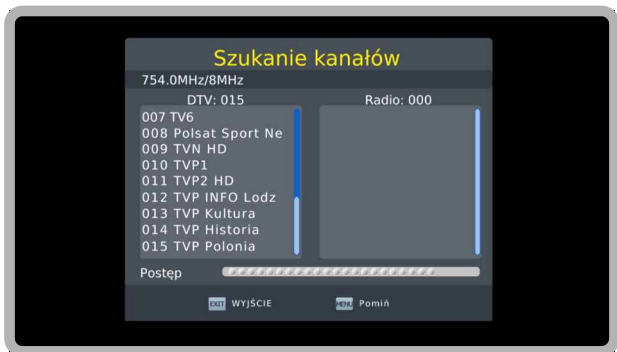 Szukanie kanałów
754.0MHz/8MHz
DTV: 015
Radio: 000
007 TV6
008 Polsat Sport Ne
009 TVN HD
010 TVP1
011 TVP2 HD
012 TVP INFO Lodz
013 TVP Kultura
014 TVP Historia
015 TVP Polonia
Postęp
EXIT WYJŚCIE
MENU Pomiń